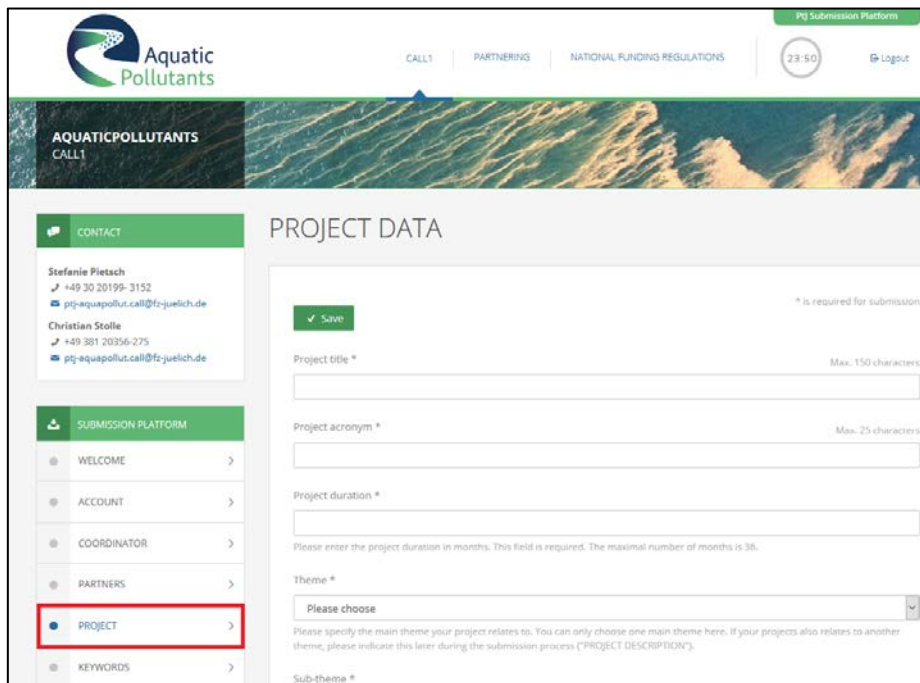 PtJ Submission Platform
Aquatic
Pollutants
CALL1
PARTNERING
NATIONAL FUNDING REGULATIONS
23:50
Logout
AQUATICPOLLUTANTS
CALL1
CONTACT
Stefanie Pietsch
+49 30 20199- 3152
ptj-aquapollut.call@fz-juelich.de
Christian Stolle
+49 381 20356-275
ptj-aquapollut.call@fz-juelich.de
SUBMISSION PLATFORM
WELCOME
ACCOUNT
COORDINATOR
PARTNERS
PROJECT
KEYWORDS
PROJECT DATA
* is required for submission
Save
Project title *
Max. 150 characters
Project acronym *
Max. 25 characters
Project duration *
Please enter the project duration in months. This field is required. The maximal number of months is 36.
Theme *
Please choose
Please specify the main theme your project relates to. You can only choose one main theme here. If your projects also relates to another
theme, please indicate this later during the submission process ("PROJECT DESCRIPTION").
Sub-theme *